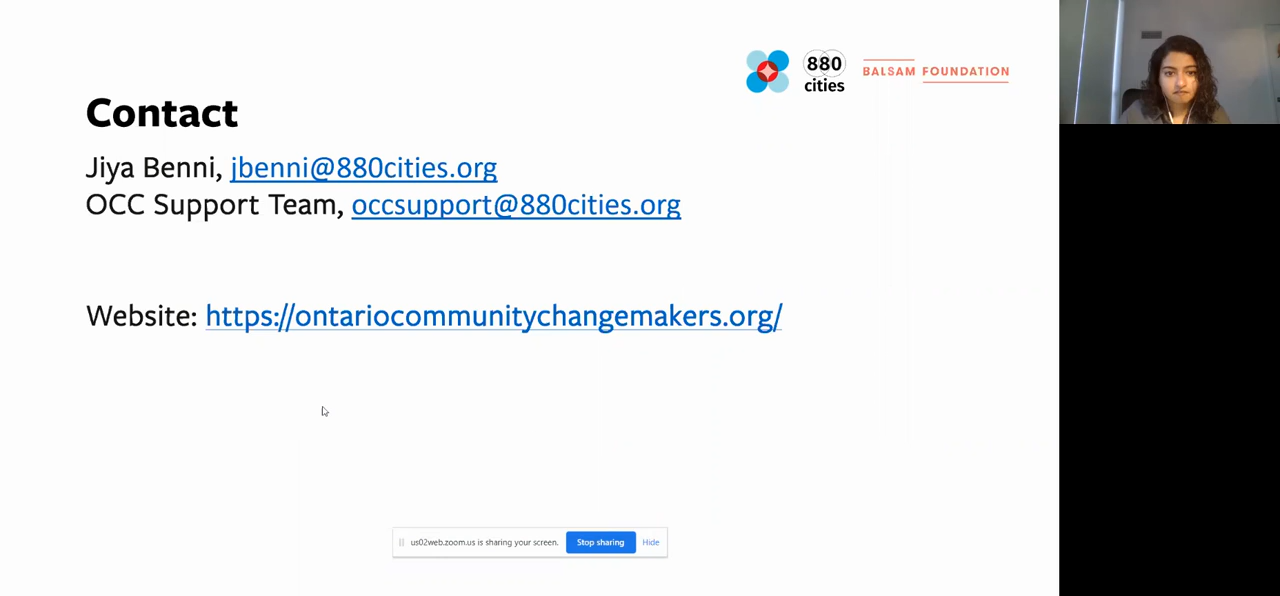 880
cities
BALSAM FOUNDATION
Contact
Jiya Benni, jbenni@880cities.org
OCC Support Team, occsupport@880cities.org
Website: https://ontariocommunitychangemakers.org/
us02web.zoom.us is sharing your screen. Stop sharing Hide